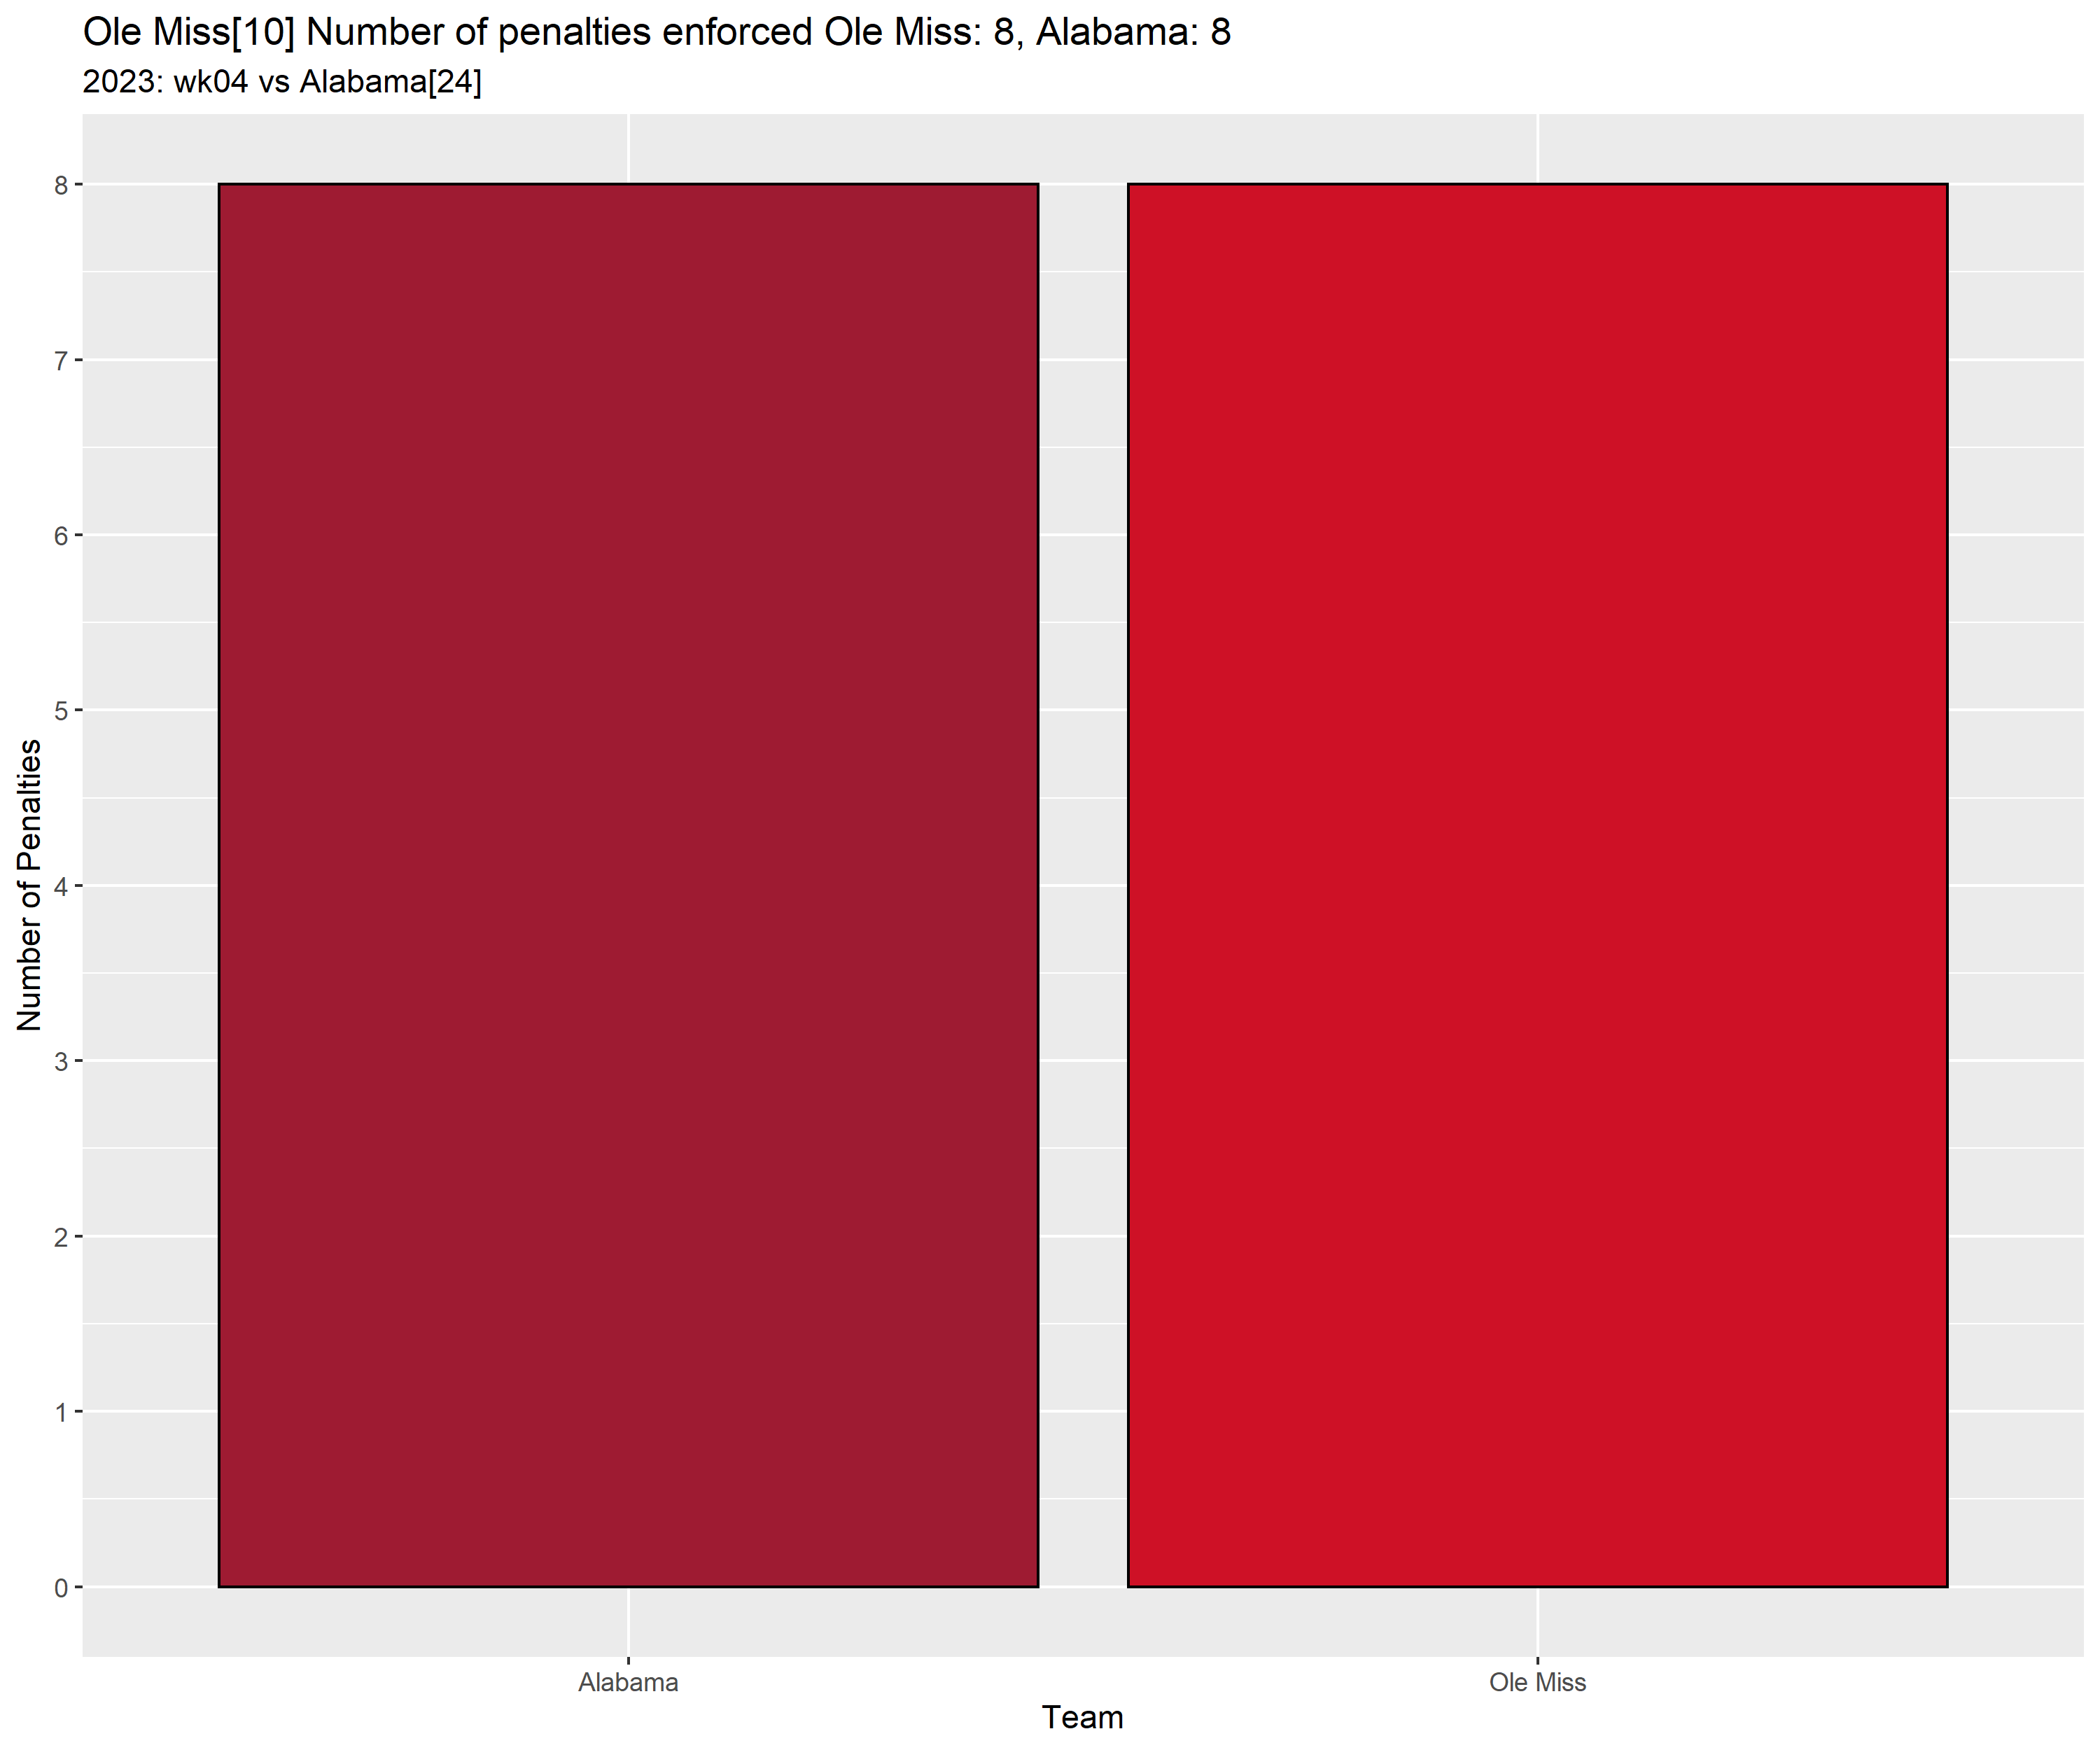 Ole Miss[10] Number of penalties enforced Ole Miss: 8, Alabama: 8
2023: wk04 vs Alabama[24]
Number of Penalties
8
7
6
5
4
3
2
1
0
Alabama
Ole Miss
Team